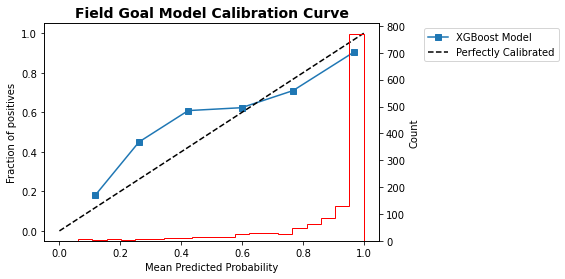 Field Goal Model Calibration Curve
XGBoost Model
Perfectly Calibrated
Fraction of positives
1.0
0.8
0.6
0.4
0.2
0.0
800
700
600
500
400
300
200
100
0
Count
0.0 0.2 0.4 0.6 0.8 1.0
Mean Predicted Probability